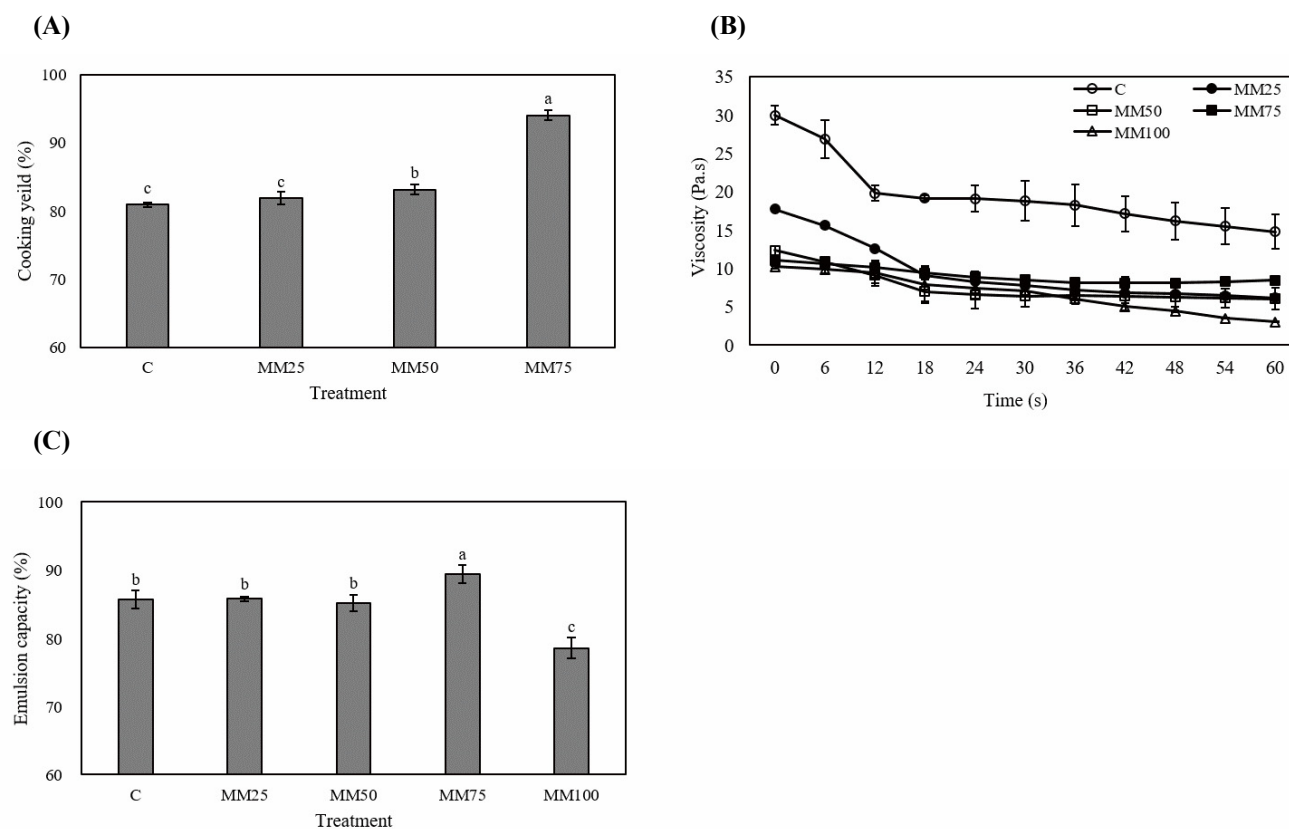 (A)
100
90
80
70
60
Cooking yeild (%)
c
c
b
a
C MM25 MM50 MM75
Treatment
(B)
35
30
25
20
15
10
5
0
Viscosity (Pa.s)
C MM25
MM50 MM75
MM100
0 6 12 18 24 30 36 42 48 54 60
Time (s)
(C)
100
90
80
70
60
Emulsion capacity (%)
b
b
b
a
c
C MM25 MM50 MM75 MM100
Treatment